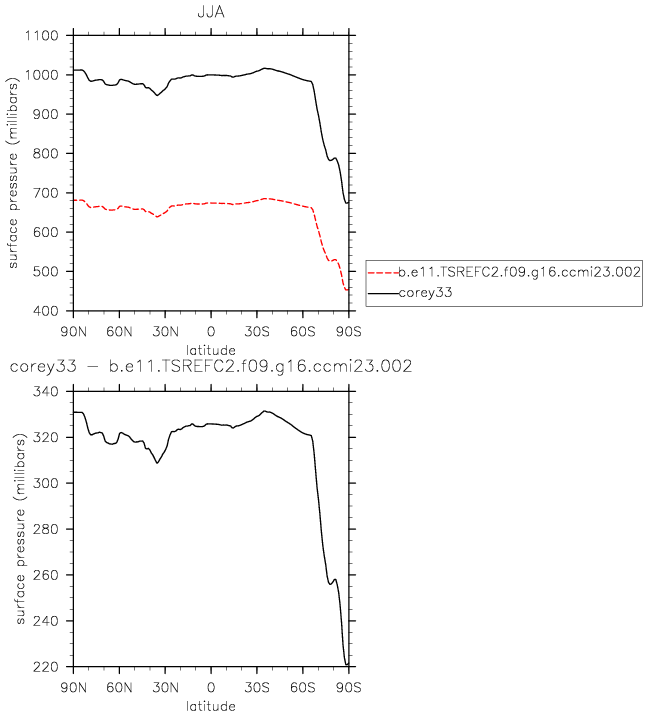 JJA
1100
1000
900
800
700
600
500
400
surface pressure (millibars)
90N 60N 30N 0 30S 60S 90S
latitude
b.e11.TSREFC2.f09.g16.ccmi23.002
corey33
corey33 – b.e11.TSREFC2.f09.g16.ccmi23.002
340
320
300
280
260
240
220
surface pressure (millibars)
90N 60N 30N 0 30S 60S 90S
latitude